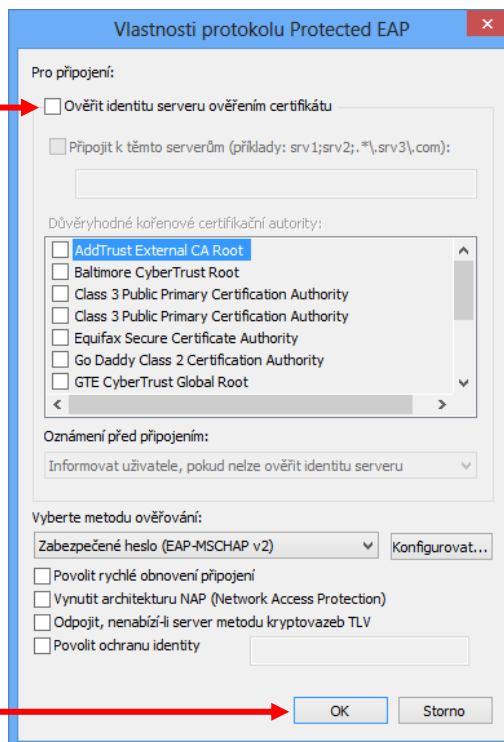 Vlastnosti protokolu Protected EAP
Pro připojení:
Ověřit identitu serveru ověřením certifikátu
Připojit k těmto serverům (příklady: srv1;srv2;.*\.srv3\.com):
Důvěryhodné kořenové certifikační autority:
AddTrust External CA Root
Baltimore CyberTrust Root
Class 3 Public Primary Certification Authority
Class 3 Public Primary Certification Authority
Equifax Secure Certificate Authority
Go Daddy Class 2 Certification Authority
GTE CyberTrust Global Root
Oznámení před připojením:
Informovat uživatele, pokud nelze ověřit identitu serveru
Vyberte metodu ověřování:
Zabezpečené heslo (EAP-MSCHAP v2)
Konfigurovat...
Povolit rychlé obnovení připojení
Vynutit architekturu NAP (Network Access Protection)
Odpojit, nenabízí-li server metodu kryptovazeb TLV
Povolit ochranu identity
OK
Storno